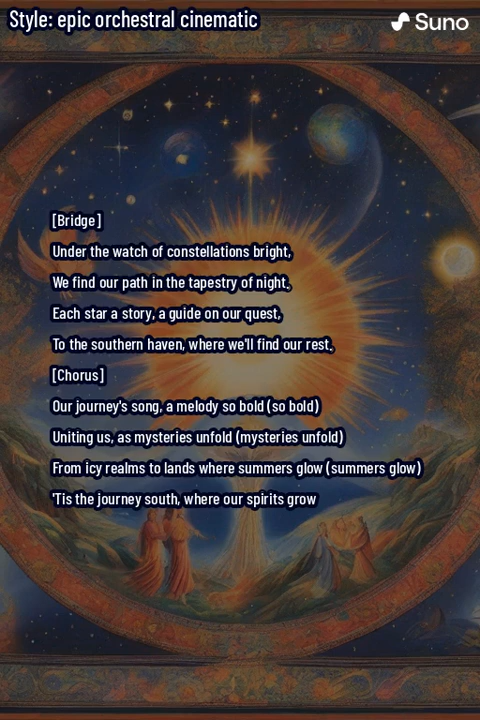 Style: epic orchestral cinematic
Suno
[Bridge]
Under the watch of constellations bright,
We find our path in the tapestry of night.
Each star a story, a guide on our quest,
To the southern haven, where we'll find our rest.
[Chorus]
Our journey's song, a melody so bold (so bold)
Uniting us, as mysteries unfold (mysteries unfold)
From icy realms to lands where summers glow (summers glow)
'Tis the journey south, where our spirits grow